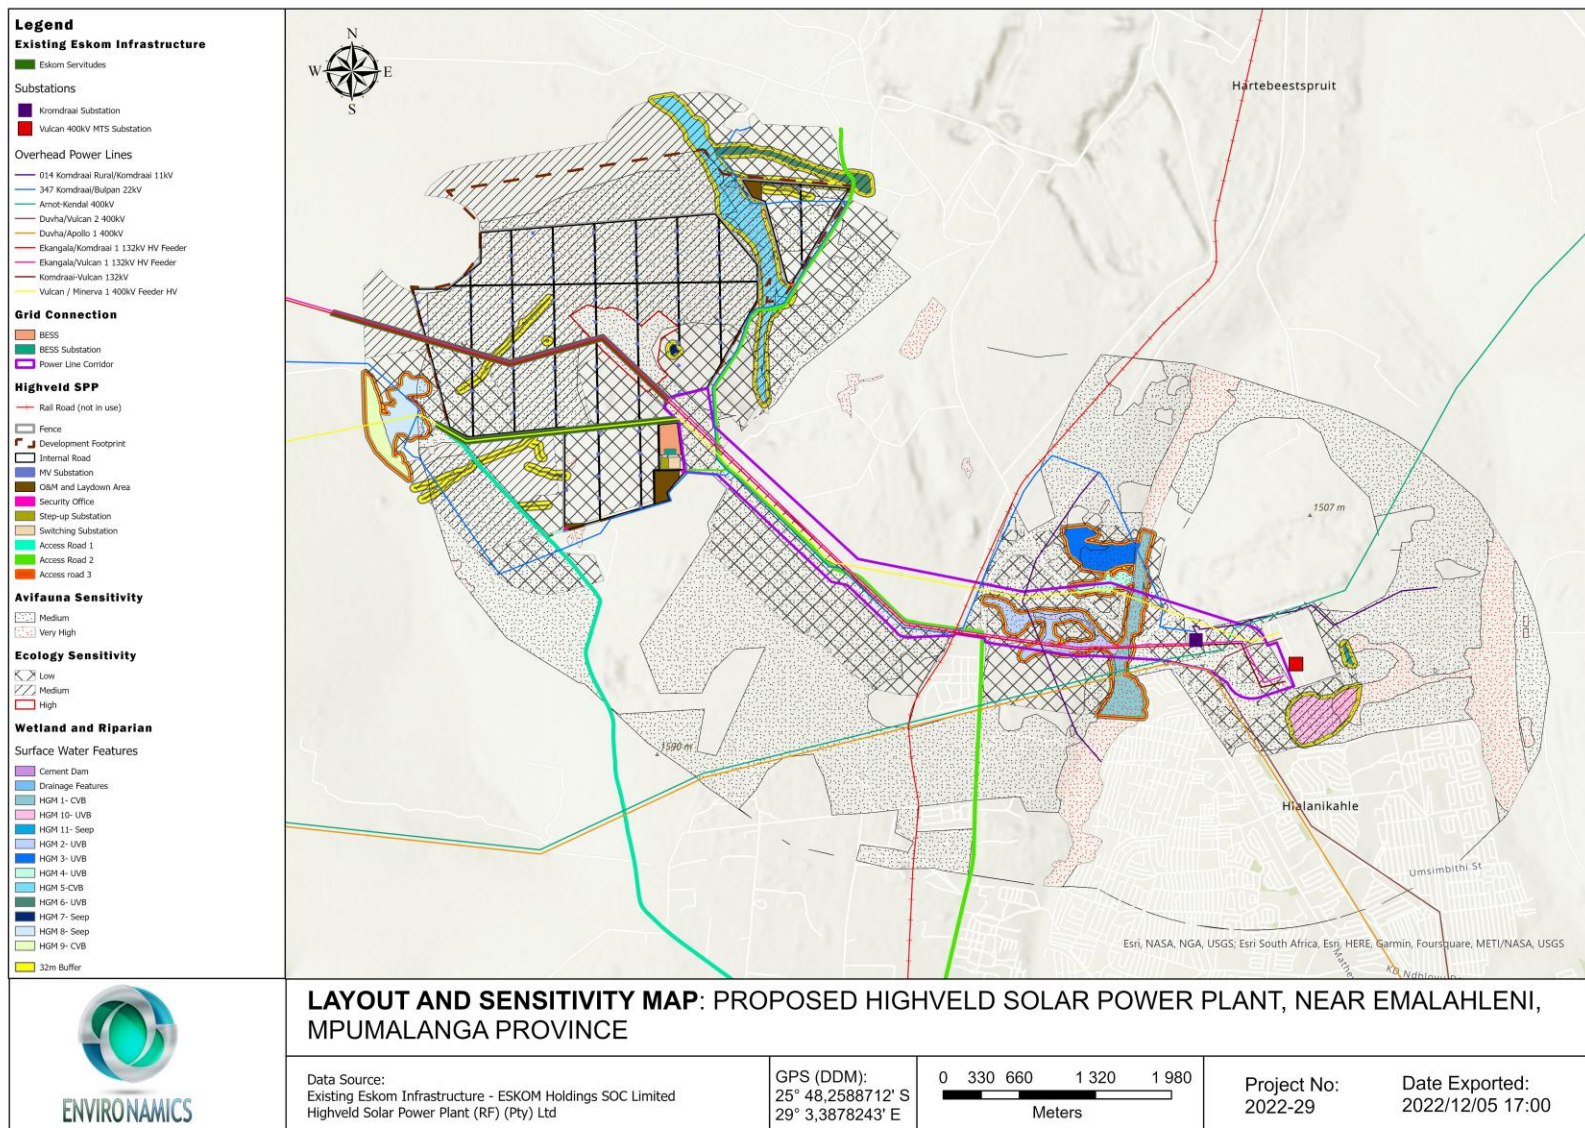 Legend
Existing Eskom Infrastructure
Eskom Servitudes
Substations
Kromdraai Substation
Vulcan 400kV MTS Substation
Overhead Power Lines
014 Komdraai Rural/Komdraai 11kV
347 Komdraai/Bulpan 22kV
Arnot-Kendal 400kV
Duvha/Vulcan 2 400kV
Duvha/Apollo 1 400kV
Ekangala/Komdraai 1 132kV HV Feeder
Ekangala/Vulcan 1 132kV HV Feeder
Komdraai-Vulcan 132kV
Vulcan / Minerva 1 400kV Feeder HV
Grid Connection
BESS
BESS Substation
Power Line Corridor
Highveld SPP
Rail Road (not in use)
Fence
Development Footprint
Internal Road
MV Substation
O&M and Laydown Area
Security Office
Step-up Substation
Switching Substation
Access Road 1
Access Road 2
Access road 3
Avifauna Sensitivity
Medium
Very High
Ecology Sensitivity
Low
Medium
High
Wetland and Riparian
Surface Water Features
Cement Dam
Drainage Features
HGM 1- CVB
HGM 10- UVB
HGM 11- Seep
HGM 2- UVB
HGM 3- UVB
HGM 4- UVB
HGM 5-CVB
HGM 6- UVB
HGM 7- Seep
HGM 8- Seep
HGM 9- CVB
32m Buffer
N
W E
S
Hartebeestspruit
1507 m
1590 m
Hlalanikahle
Umsimbithi St
Esri, NASA, NGA, USGS; Esri South Africa, Esri, HERE, Garmin, Foursquare, METI/NASA, USGS
LAYOUT AND SENSITIVITY MAP: PROPOSED HIGHVELD SOLAR POWER PLANT, NEAR EMALAHLENI,
MPUMALANGA PROVINCE
ENVIRONAMICS
Data Source:
Existing Eskom Infrastructure - ESKOM Holdings SOC Limited
Highveld Solar Power Plant (RF) (Pty) Ltd
GPS (DDM):
25° 48,2588712' S
29° 3,3878243' E
0 330 660 1 320 1 980
Meters
Project No:
2022-29
Date Exported:
2022/12/05 17:00